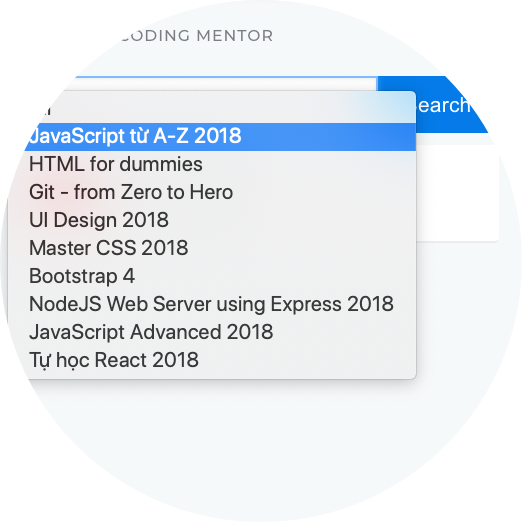 CODING MENTOR
Search
JavaScript từ A-Z 2018
HTML for dummies
Git - from Zero to Hero
UI Design 2018
Master CSS 2018
Bootstrap 4
NodeJS Web Server using Express 2018
JavaScript Advanced 2018
Tự học React 2018